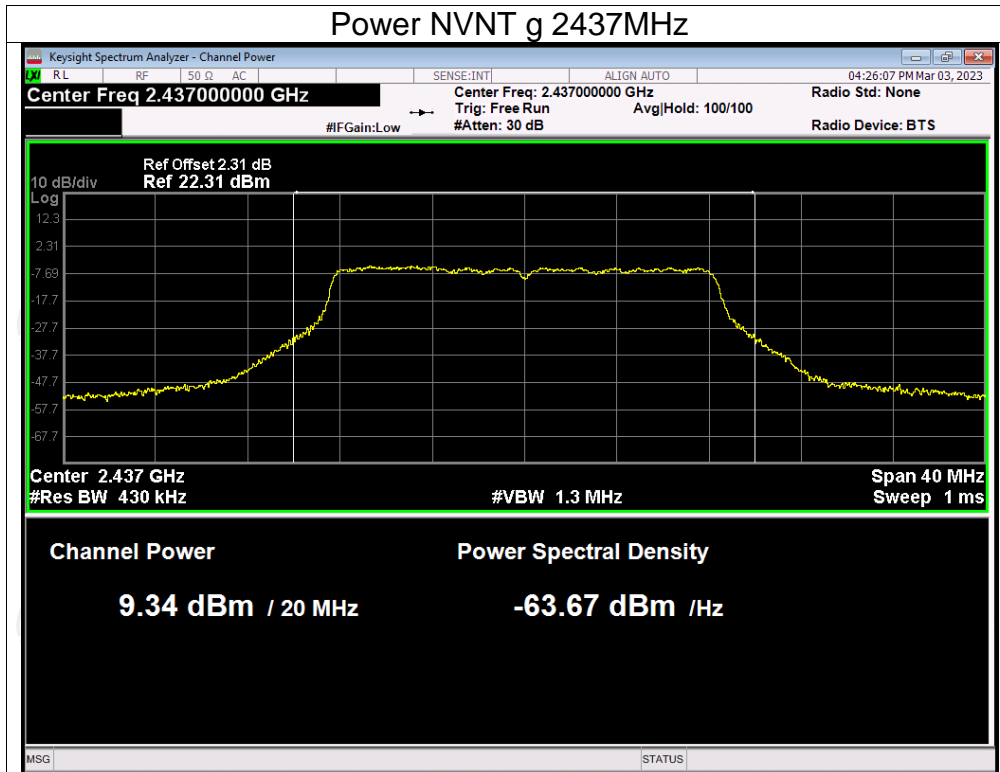 Power NVNT g 2437MHz
Keysight Spectrum Analyzer - Channel Power
LXI RL RF 50 Ω AC SENSE:INT ALIGN AUTO 04:26:07 PM Mar 03, 2023
Center Freq 2.437000000 GHz Center Freq: 2.437000000 GHz Radio Std: None
Trig: Free Run Avg|Hold: 100/100
#IFGain:Low #Atten: 30 dB Radio Device: BTS
Ref Offset 2.31 dB
10 dB/div Ref 22.31 dBm
Log
12.3
2.31
-7.69
-17.7
-27.7
-37.7
-47.7
-57.7
-67.7
Center 2.437 GHz Span 40 MHz
#Res BW 430 kHz #VBW 1.3 MHz Sweep 1 ms
Channel Power Power Spectral Density
9.34 dBm / 20 MHz -63.67 dBm /Hz
MSG STATUS